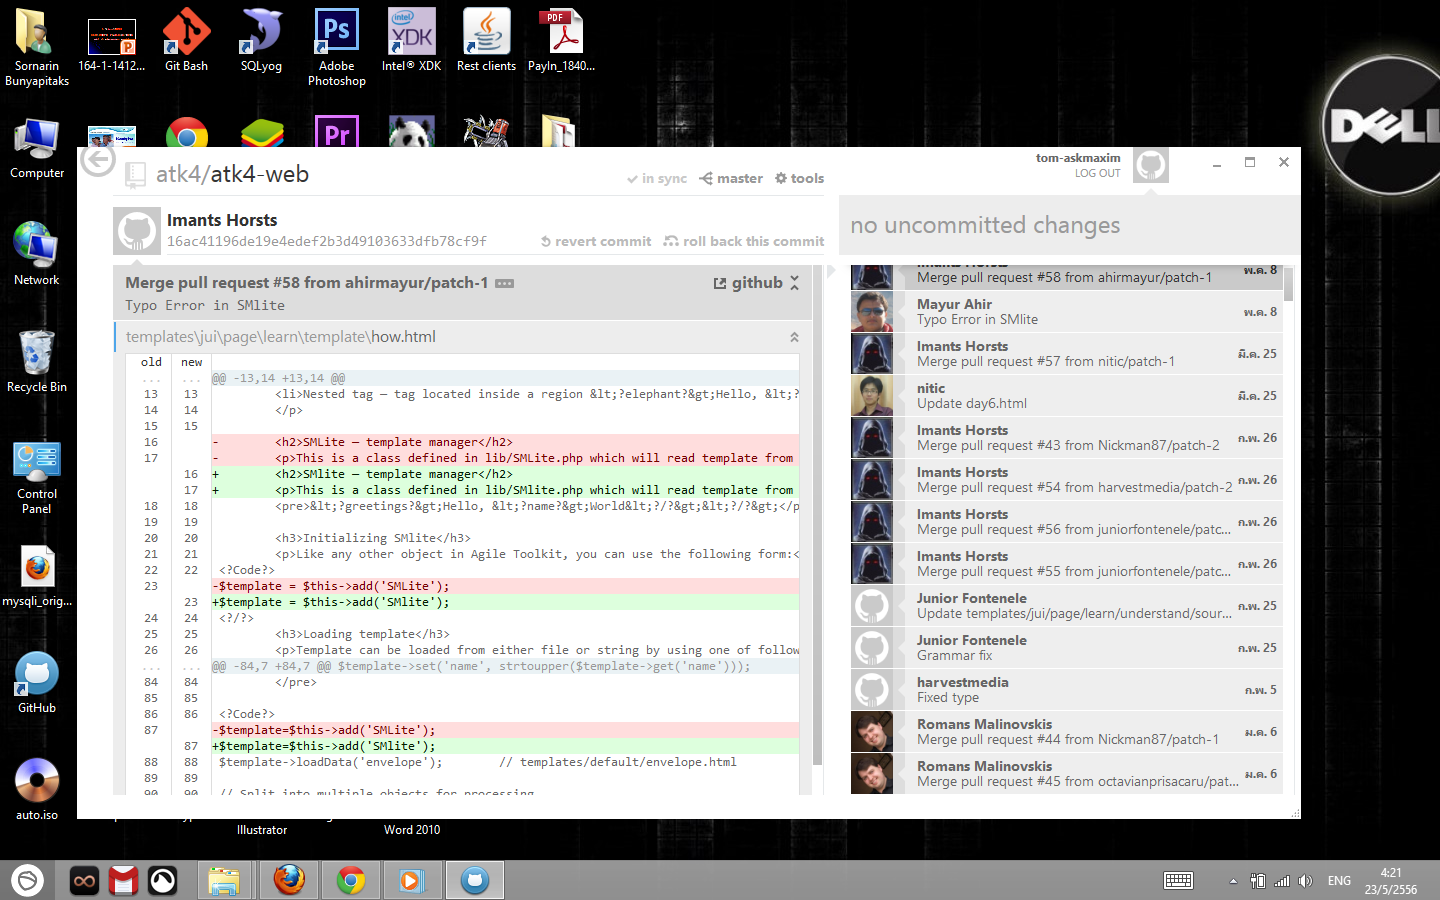 Sornarin
Bunyapitaks
164-1-1412...
Git Bash
SQLyog
Adobe
Photoshop
Intel® XDK
Rest clients
PayIn_1840...
Computer
Network
Recycle Bin
Control
Panel
mysqli_orig...
GitHub
auto.iso
Illustrator
Word 2010
DELL
atk4/atk4-web
in sync
master
tools
tom-askmaxim
LOG OUT
Imants Horsts
16ac41196de19e4edef2b3d49103633dfb78cf9f
revert commit
roll back this commit
no uncommitted changes
Merge pull request #58 from ahirmayur/patch-1
github
Typo Error in SMlite
templates\jui\page\learn\template\how.html
old new
... ... @@ -13,14 +13,14 @@
13 13 <li>Nested tag – tag located inside a region &lt;?elephant?&gt;Hello, &lt;?
14 14 </p>
15 15
16 - <h2>SMLite – template manager</h2>
17 - <p>This is a class defined in lib/SMLite.php which will read template from
16 + <h2>SMlite – template manager</h2>
17 + <p>This is a class defined in lib/SMlite.php which will read template from
18 18 <pre>&lt;?greetings?&gt;Hello, &lt;?name?&gt;World&lt;?/?&gt;&lt;?/?&gt;</p
19 19
20 20 <h3>Initializing SMlite</h3>
21 21 <p>Like any other object in Agile Toolkit, you can use the following form:<
22 22 <?Code?>
23 -$template = $this->add('SMLite');
23 +$template = $this->add('SMlite');
24 24 <?/?>
25 25 <h3>Loading template</h3>
26 26 <p>Template can be loaded from either file or string by using one of follow
... ... @@ -84,7 +84,7 @@ $template->set('name', strtoupper($template->get('name')));
84 84 </pre>
85 85
86 86 <?Code?>
87 -$template=$this->add('SMLite');
87 +$template=$this->add('SMlite');
88 88 $template->loadData('envelope'); // templates/default/envelope.html
89 89
90 90 // Split into multiple objects for processing
Imants Horsts
Merge pull request #58 from ahirmayur/patch-1
พ.ค. 8
Mayur Ahir
Typo Error in SMlite
พ.ค. 8
Imants Horsts
Merge pull request #57 from nitic/patch-1
มี.ค. 25
nitic
Update day6.html
มี.ค. 25
Imants Horsts
Merge pull request #43 from Nickman87/patch-2
ก.พ. 26
Imants Horsts
Merge pull request #54 from harvestmedia/patch-2
ก.พ. 26
Imants Horsts
Merge pull request #56 from juniorfontenele/patc...
ก.พ. 26
Imants Horsts
Merge pull request #55 from juniorfontenele/patc...
ก.พ. 26
Junior Fontenele
Update templates/jui/page/learn/understand/sour...
ก.พ. 25
Junior Fontenele
Grammar fix
ก.พ. 25
harvestmedia
Fixed type
ก.พ. 5
Romans Malinovskis
Merge pull request #44 from Nickman87/patch-1
ม.ค. 6
Romans Malinovskis
Merge pull request #45 from octavianprisacaru/pat...
ม.ค. 6
ENG
4:21
23/5/2556